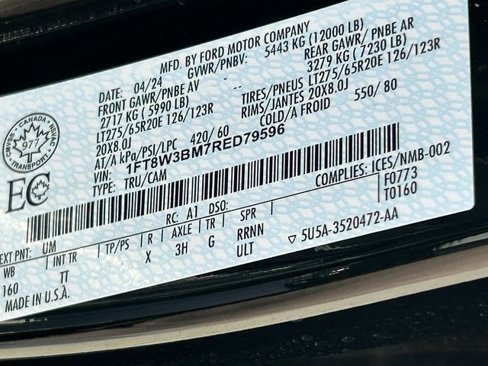 MFD. BY FORD MOTOR COMPANY
DATE: 04/24 GVWR/PNBV: 5443 KG (12000 LB)
FRONT GAWR/PNBE AV REAR GAWR/PNBE AR
2717 KG ( 5990 LB) 3279 KG ( 7230 LB)
LT275/65R20E 126/123R TIRES/PNEUS LT275/65R20E 126/123R
20X8.0J RIMS/JANTES 20X8.0J
AT/A kPa/PSI/LPC 420/ 60 COLD/A FROID 550/ 80
1FT8W3BM7RED79596
TYPE: TRU/CAM COMPLIES: ICES/NMB-002
CANADA
977
TRANSPORT
EC
F0773
T0160
EXT PNT: UM RC: A1 DSO:
WB INT TR TP/PS R AXLE TR SPR
160 TT X 3H G RRNN
ULT
5U5A-3520472-AA
MADE IN U.S.A.